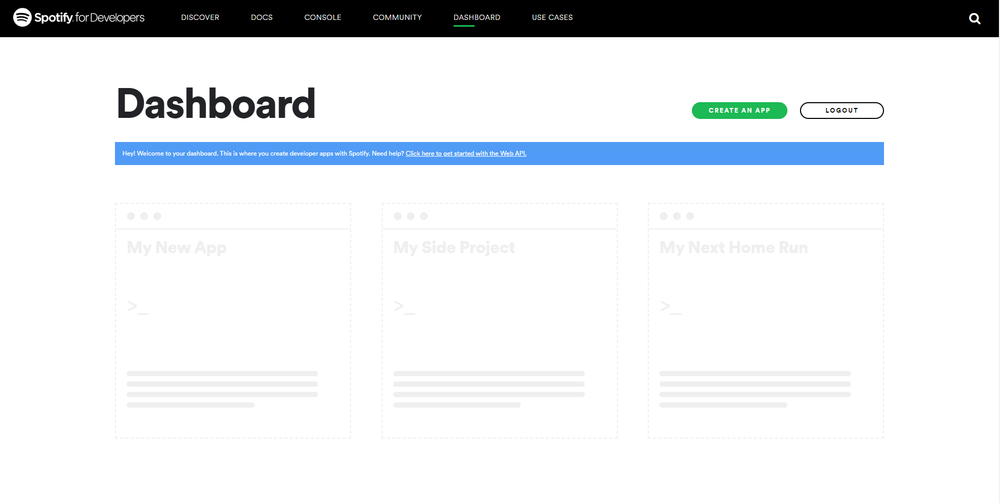 Spotify for Developers
DISCOVER
DOCS
CONSOLE
COMMUNITY
DASHBOARD
USE CASES
Dashboard
CREATE AN APP
LOGOUT
Hey! Welcome to your dashboard. This is where you create developer apps with Spotify. Need help? Click here to get started with the Web API.
My New App
My Side Project
My Next Home Run
>_
>_
>_